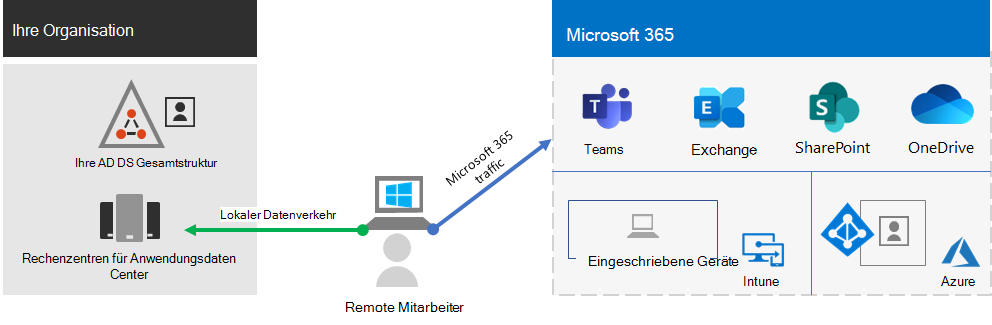 Ihre Organisation
Ihre AD DS Gesamtstruktur
Rechenzentren für Anwendungsdaten
Center
Lokaler Datenverkehr
Remote Mitarbeiter
Microsoft 365
traffic
Microsoft 365
T
Teams
E
Exchange
S
SharePoint
OneDrive
Eingeschriebene Geräte
Intune
Azure